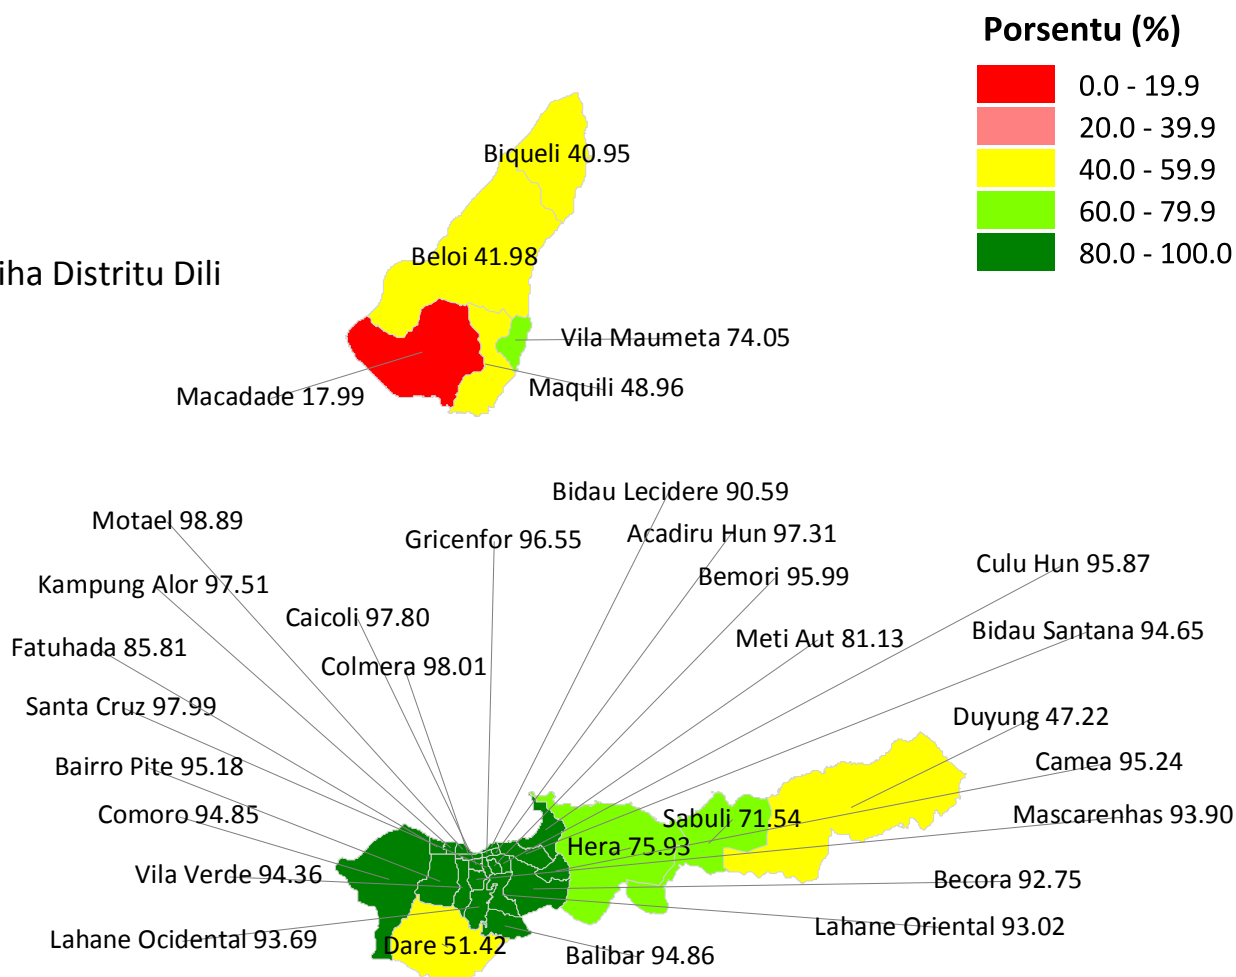 Porsentu (%)
0.0 - 19.9
20.0 - 39.9
40.0 - 59.9
60.0 - 79.9
80.0 - 100.0
Biqueli 40.95
Beloi 41.98
iha Distritu Dili
Vila Maumeta 74.05
Macadade 17.99
Maquili 48.96
Bidau Lecidere 90.59
Motael 98.89
Gricenfor 96.55
Acadiru Hun 97.31
Culu Hun 95.87
Kampung Alor 97.51
Bemori 95.99
Caicoli 97.80
Meti Aut 81.13
Bidau Santana 94.65
Fatuhada 85.81
Colmera 98.01
Santa Cruz 97.99
Duyung 47.22
Bairro Pite 95.18
Camea 95.24
Comoro 94.85
Sabuli 71.54
Mascarenhas 93.90
Hera 75.93
Vila Verde 94.36
Becora 92.75
Lahane Oriental 93.02
Lahane Ocidental 93.69
Dare 51.42
Balibar 94.86